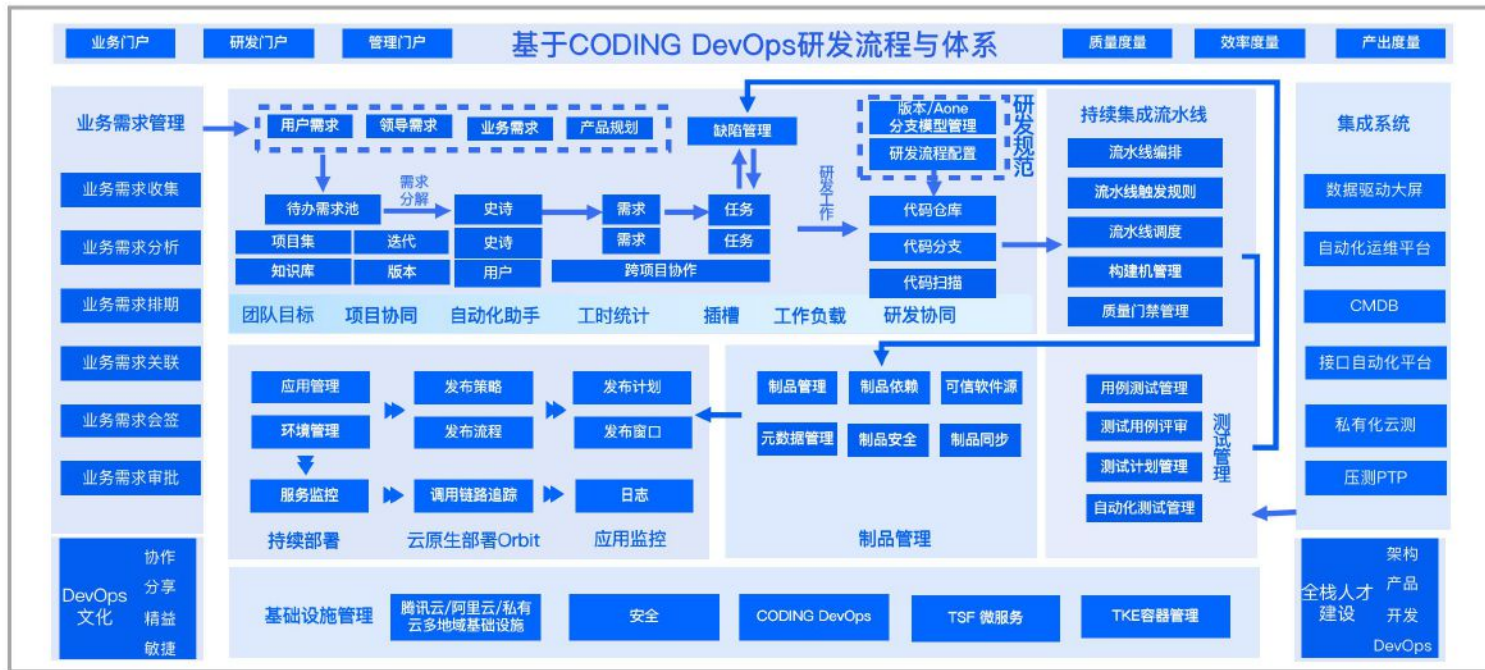 业务门户
研发门户
管理门户
基于CODING DevOps研发流程与体系
质量度量
效率度量
产出度量
业务需求管理
业务需求收集
业务需求分析
业务需求排期
业务需求关联
业务需求会签
业务需求审批
用户需求
领导需求
业务需求
产品规划
缺陷管理
版本/Aone
分支模型管理
研发流程配置
研发规范
待办需求池
需求
分解
史诗
需求
任务
研发工作
代码仓库
项目集
迭代
史诗
需求
任务
代码分支
知识库
版本
用户
跨项目协作
代码扫描
团队目标
项目协同
自动化助手
工时统计
插槽
工作负载
研发协同
持续集成流水线
流水线编排
流水线触发规则
流水线调度
构建机管理
质量门禁管理
集成系统
数据驱动大屏
自动化运维平台
CMDB
接口自动化平台
私有化云测
压测PTP
应用管理
发布策略
发布计划
环境管理
发布流程
发布窗口
服务监控
调用链路追踪
日志
持续部署
云原生部署Orbit
应用监控
制品管理
制品依赖
可信软件源
元数据管理
制品安全
制品同步
制品管理
用例测试管理
测试用例评审
测试计划管理
自动化测试管理
测试管理
DevOps
文化
协作
分享
精益
敏捷
基础设施管理
腾讯云/阿里云/私有
云多地域基础设施
安全
CODING DevOps
TSF 微服务
TKE容器管理
全栈人才
建设
架构
产品
开发
DevOps